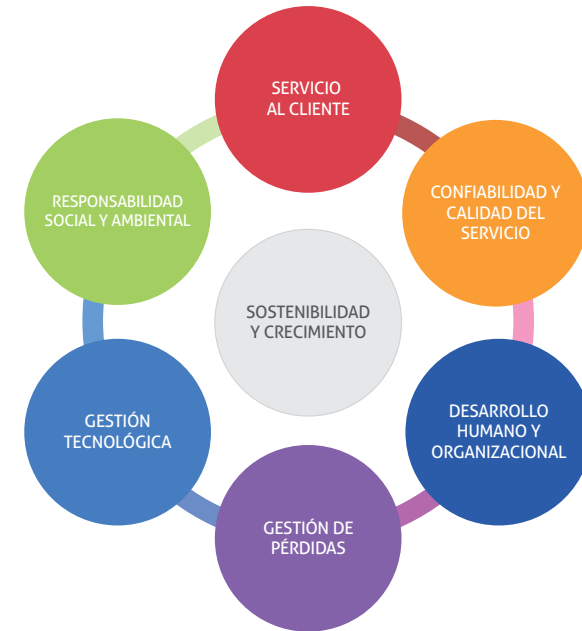 SERVICIO
AL CLIENTE
CONFIABILIDAD Y
CALIDAD DEL
SERVICIO
DESARROLLO
HUMANO Y
ORGANIZACIONAL
GESTIÓN DE
PÉRDIDAS
GESTIÓN
TECNOLÓGICA
RESPONSABILIDAD
SOCIAL Y AMBIENTAL
SOSTENIBILIDAD
Y CRECIMIENTO